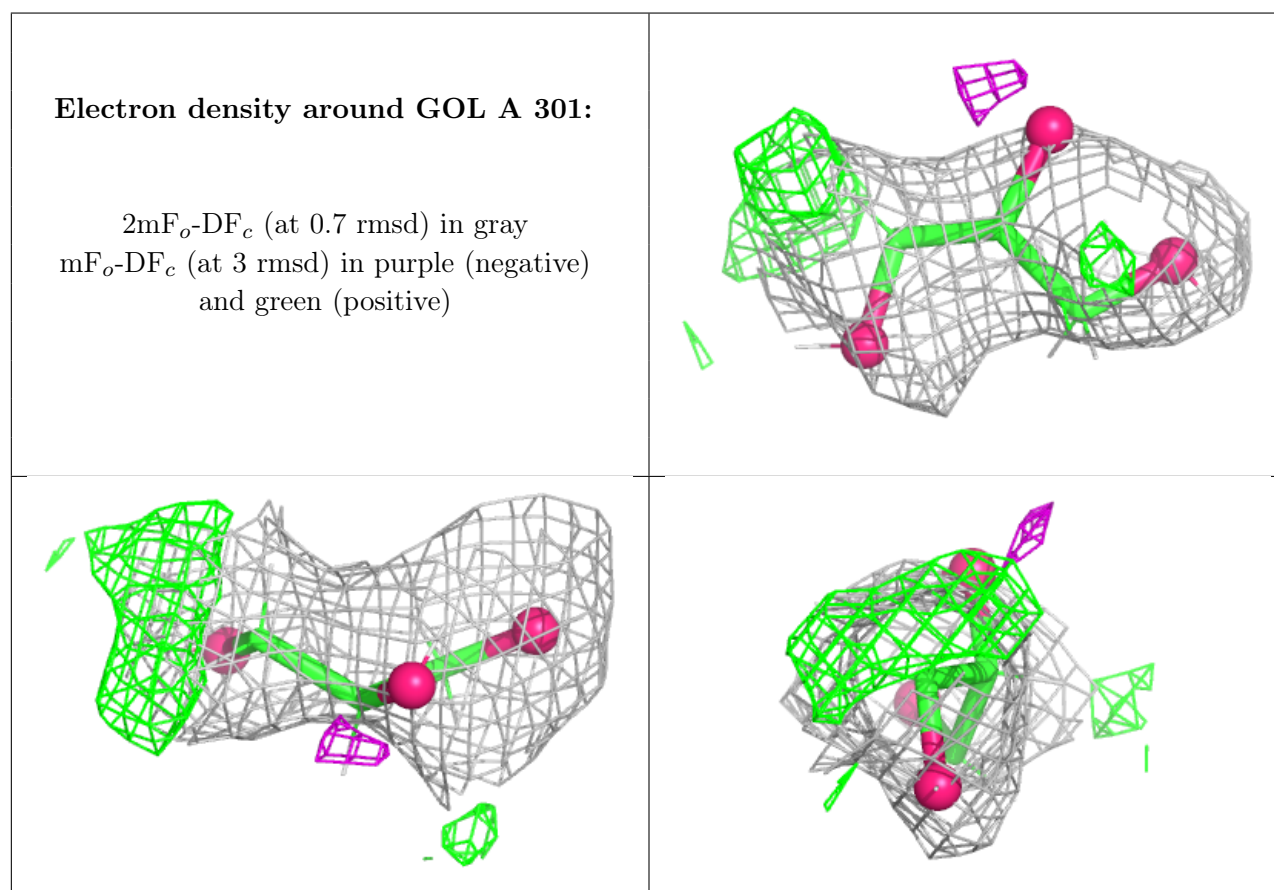 Electron density around GOL A 301:
2mFo-DFc (at 0.7 rmsd) in gray
mFo-DFc (at 3 rmsd) in purple (negative)
and green (positive)